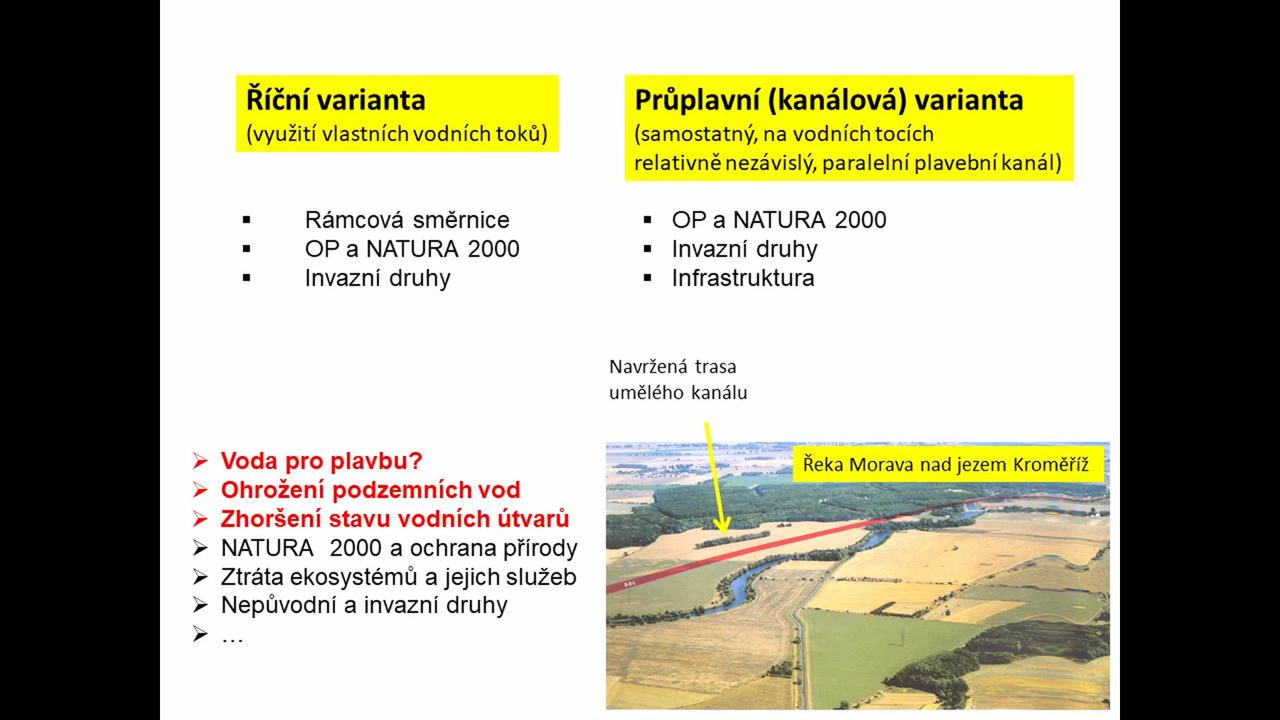 Říční varianta
(využití vlastních vodních toků)
Průplavní (kanálová) varianta
(samostatný, na vodních tocích
relativně nezávislý, paralelní plavební kanál)
▪ Rámcová směrnice
▪ OP a NATURA 2000
▪ Invazní druhy
▪ OP a NATURA 2000
▪ Invazní druhy
▪ Infrastruktura
Navržená trasa
umělého kanálu
Řeka Morava nad jezem Kroměříž
➢ Voda pro plavbu?
➢ Ohrožení podzemních vod
➢ Zhoršení stavu vodních útvarů
➢ NATURA 2000 a ochrana přírody
➢ Ztráta ekosystémů a jejich služeb
➢ Nepůvodní a invazní druhy
➢ …